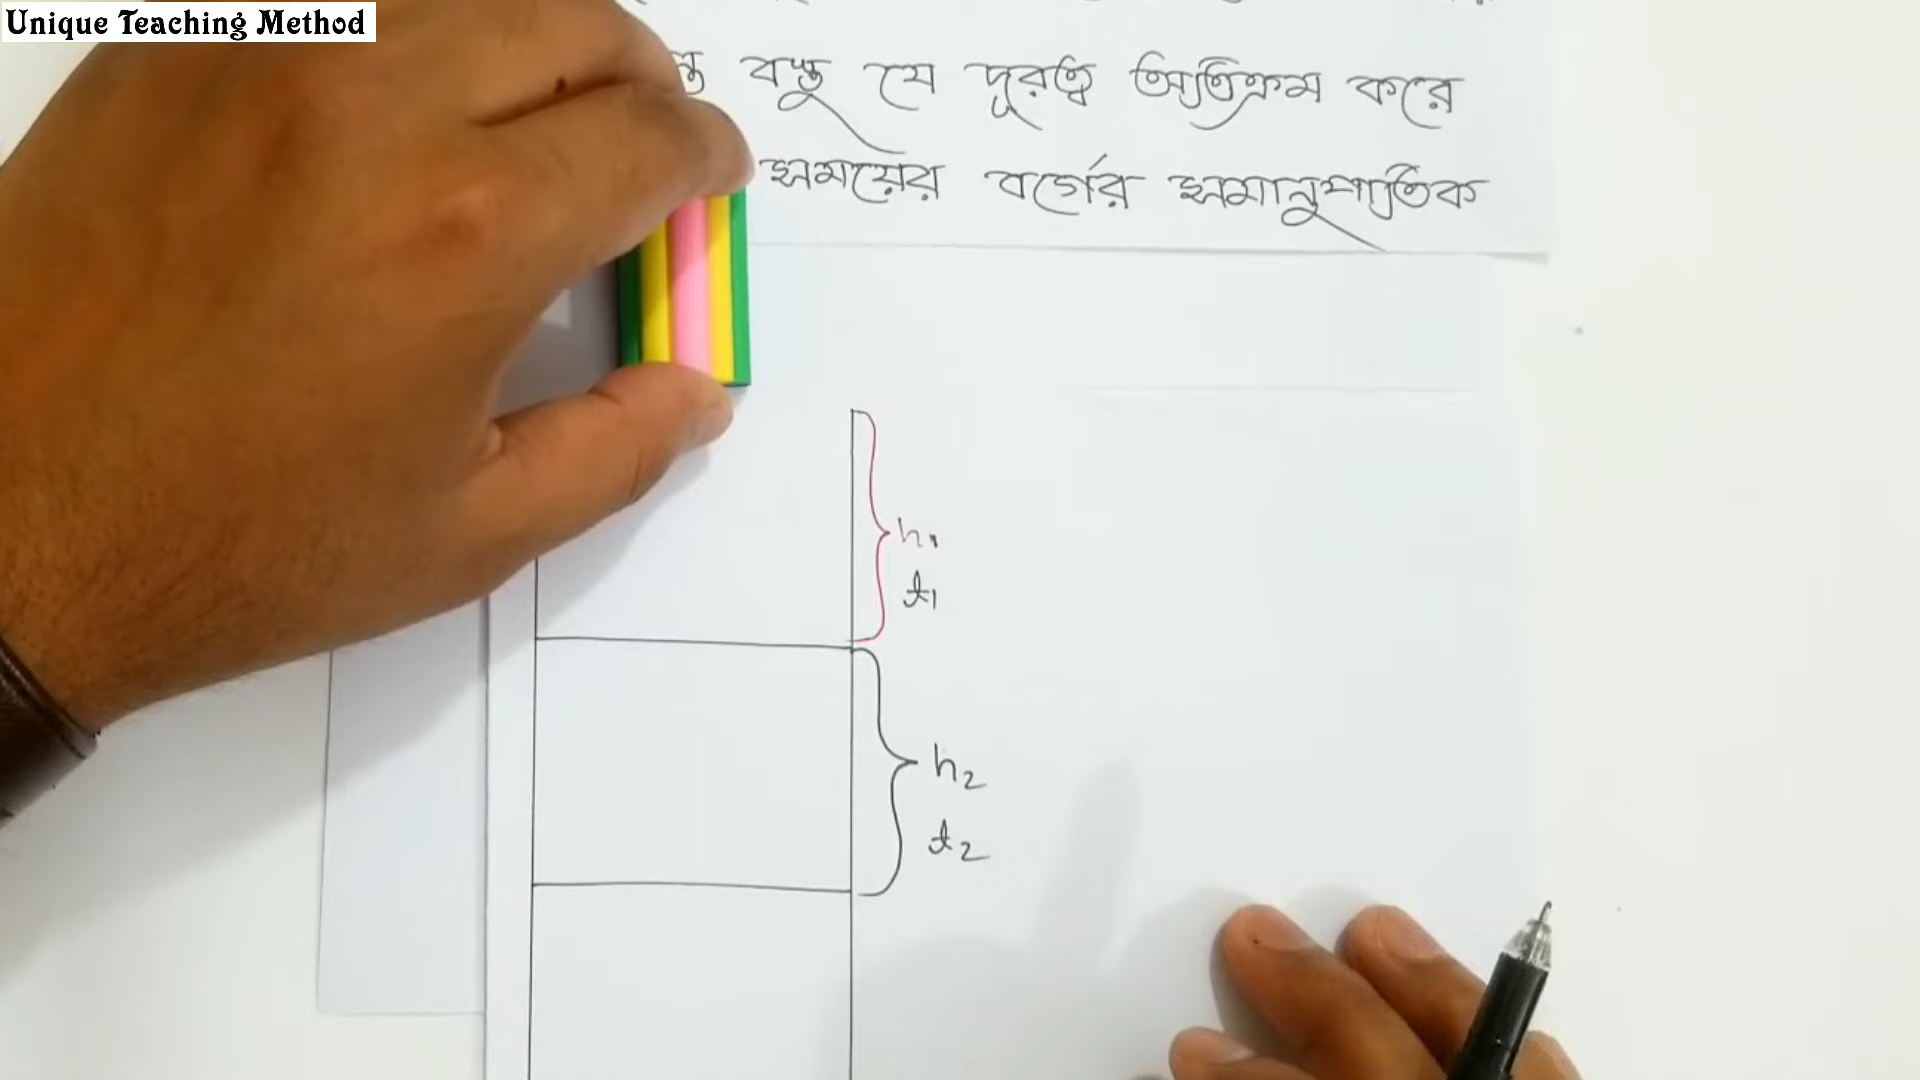 Unique Teaching Method
বস্তু যে দূরত্ব অতিক্রম করে
সময়ের বর্গের সমানুপাতিক
h₁
t₁
h₂
t₂